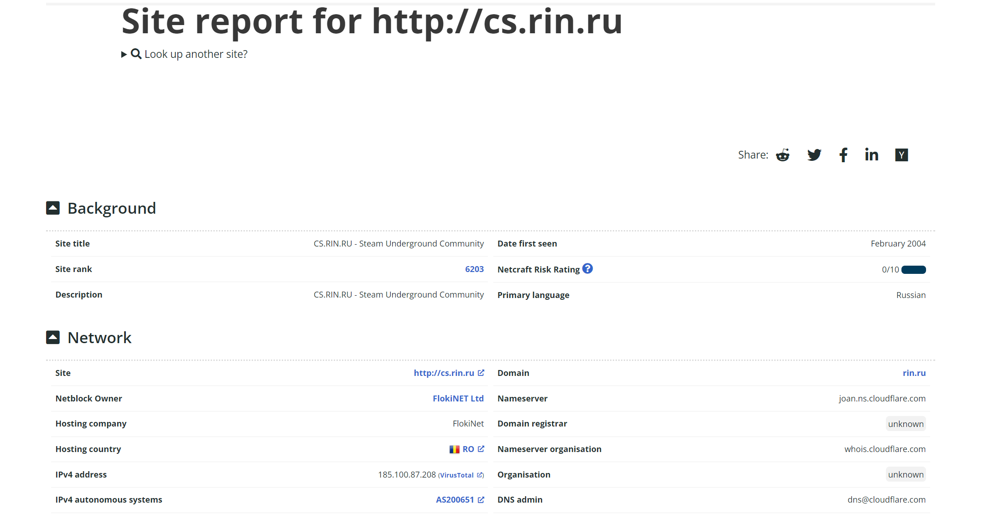 Site report for http://cs.rin.ru
Look up another site?
Share:
Background
Site title CS.RIN.RU - Steam Underground Community Date first seen February 2004
Site rank 6203 Netcraft Risk Rating ? 0/10
Description CS.RIN.RU - Steam Underground Community Primary language Russian
Network
Site http://cs.rin.ru Domain rin.ru
Netblock Owner FlokiNET Ltd Nameserver joan.ns.cloudflare.com
Hosting company FlokiNet Domain registrar unknown
Hosting country RO Nameserver organisation whois.cloudflare.com
IPv4 address 185.100.87.208 (VirusTotal) Organisation unknown
IPv4 autonomous systems AS200651 DNS admin dns@cloudflare.com